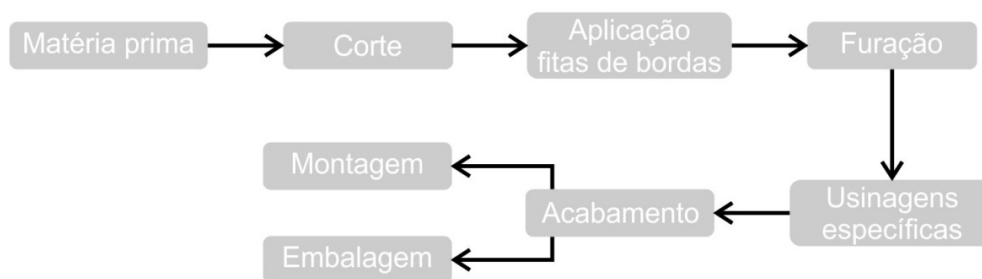 Matéria prima
Corte
Aplicação
fitas de bordas
Furação
Usinagens
específicas
Acabamento
Montagem
Embalagem